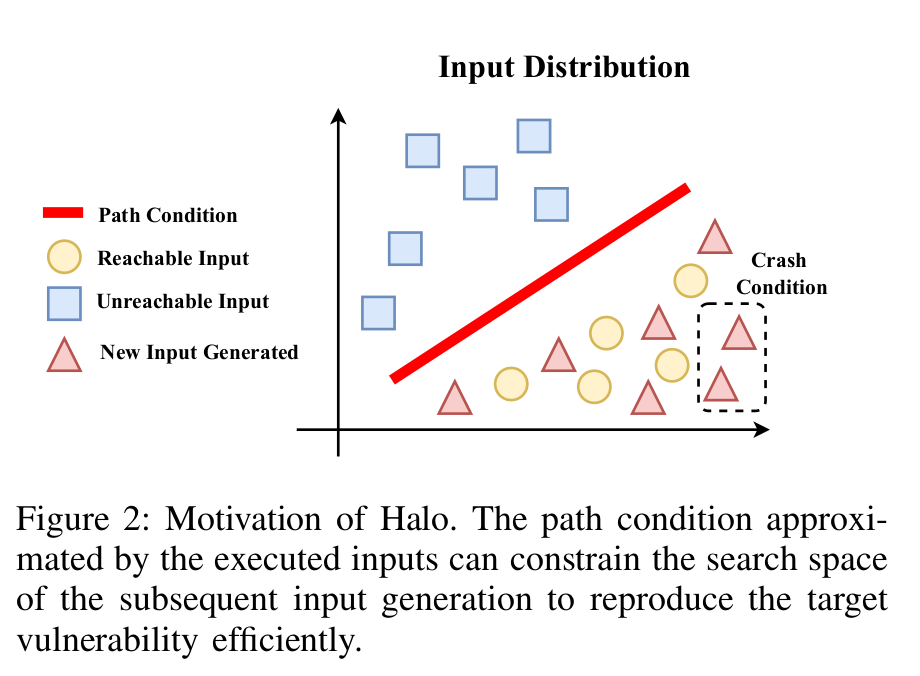 Input Distribution
Path Condition
Reachable Input
Unreachable Input
New Input Generated
Crash
Condition
Figure 2: Motivation of Halo. The path condition approxi-
mated by the executed inputs can constrain the search space
of the subsequent input generation to reproduce the target
vulnerability efficiently.